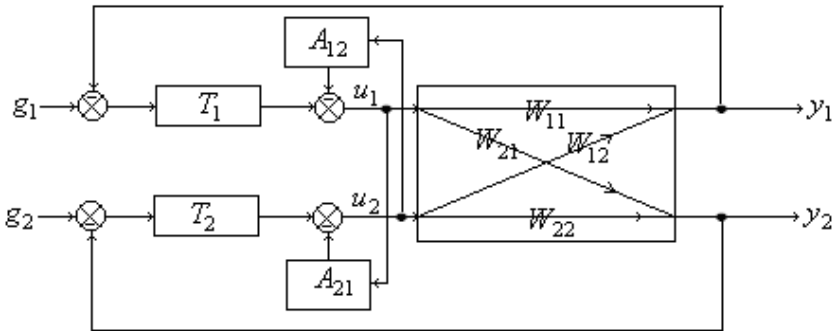 A₁₂
g₁ T₁ u₁ W₁₁ y₁
W₂₁ W₁₂
g₂ T₂ u₂ W₂₂ y₂
A₂₁